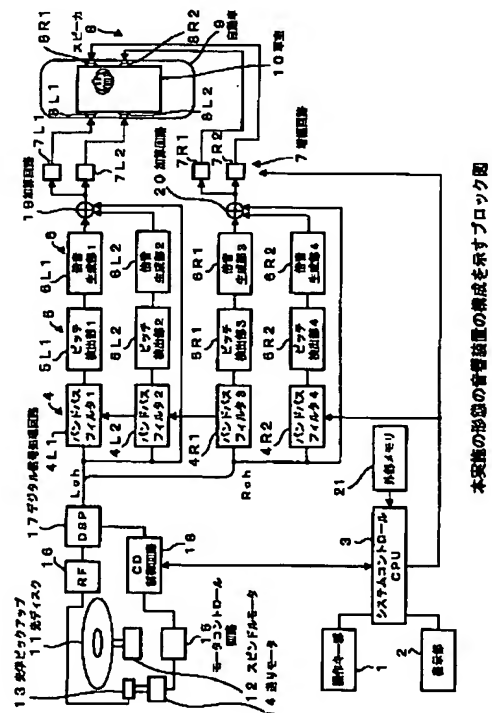 13 光学ピックアップ
11 光ディスク
16
RF
17 デジタル信号処理回路
DSP
CD
制御回路
18
15
モータコントロール
回路
12 スピンドルモータ
14 送りモータ
Lch
Rch
4L1
4
バンドパス
フィルタ1
4L2
バンドパス
フィルタ2
4R1
バンドパス
フィルタ3
4R2
バンドパス
フィルタ4
5L1
ピッチ
検出部1
5L2
ピッチ
検出部2
ピッチ
検出部3
ピッチ
検出部4
6L1
6
倍音
生成部1
6L2
倍音
生成部2
6R1
倍音
生成部3
6R2
倍音
生成部4
19 加算回路
20 加算回路
7L1
7L2
7R1
7R2
7 増幅回路
8L1
8L2
8R1
8R2
スピーカ
8
9
自動車
10 車室
操作キー部
1
表示部
2
システムコントロール
CPU
3
外部メモリ
21
本実施の形態の音響装置の構成を示すブロック図